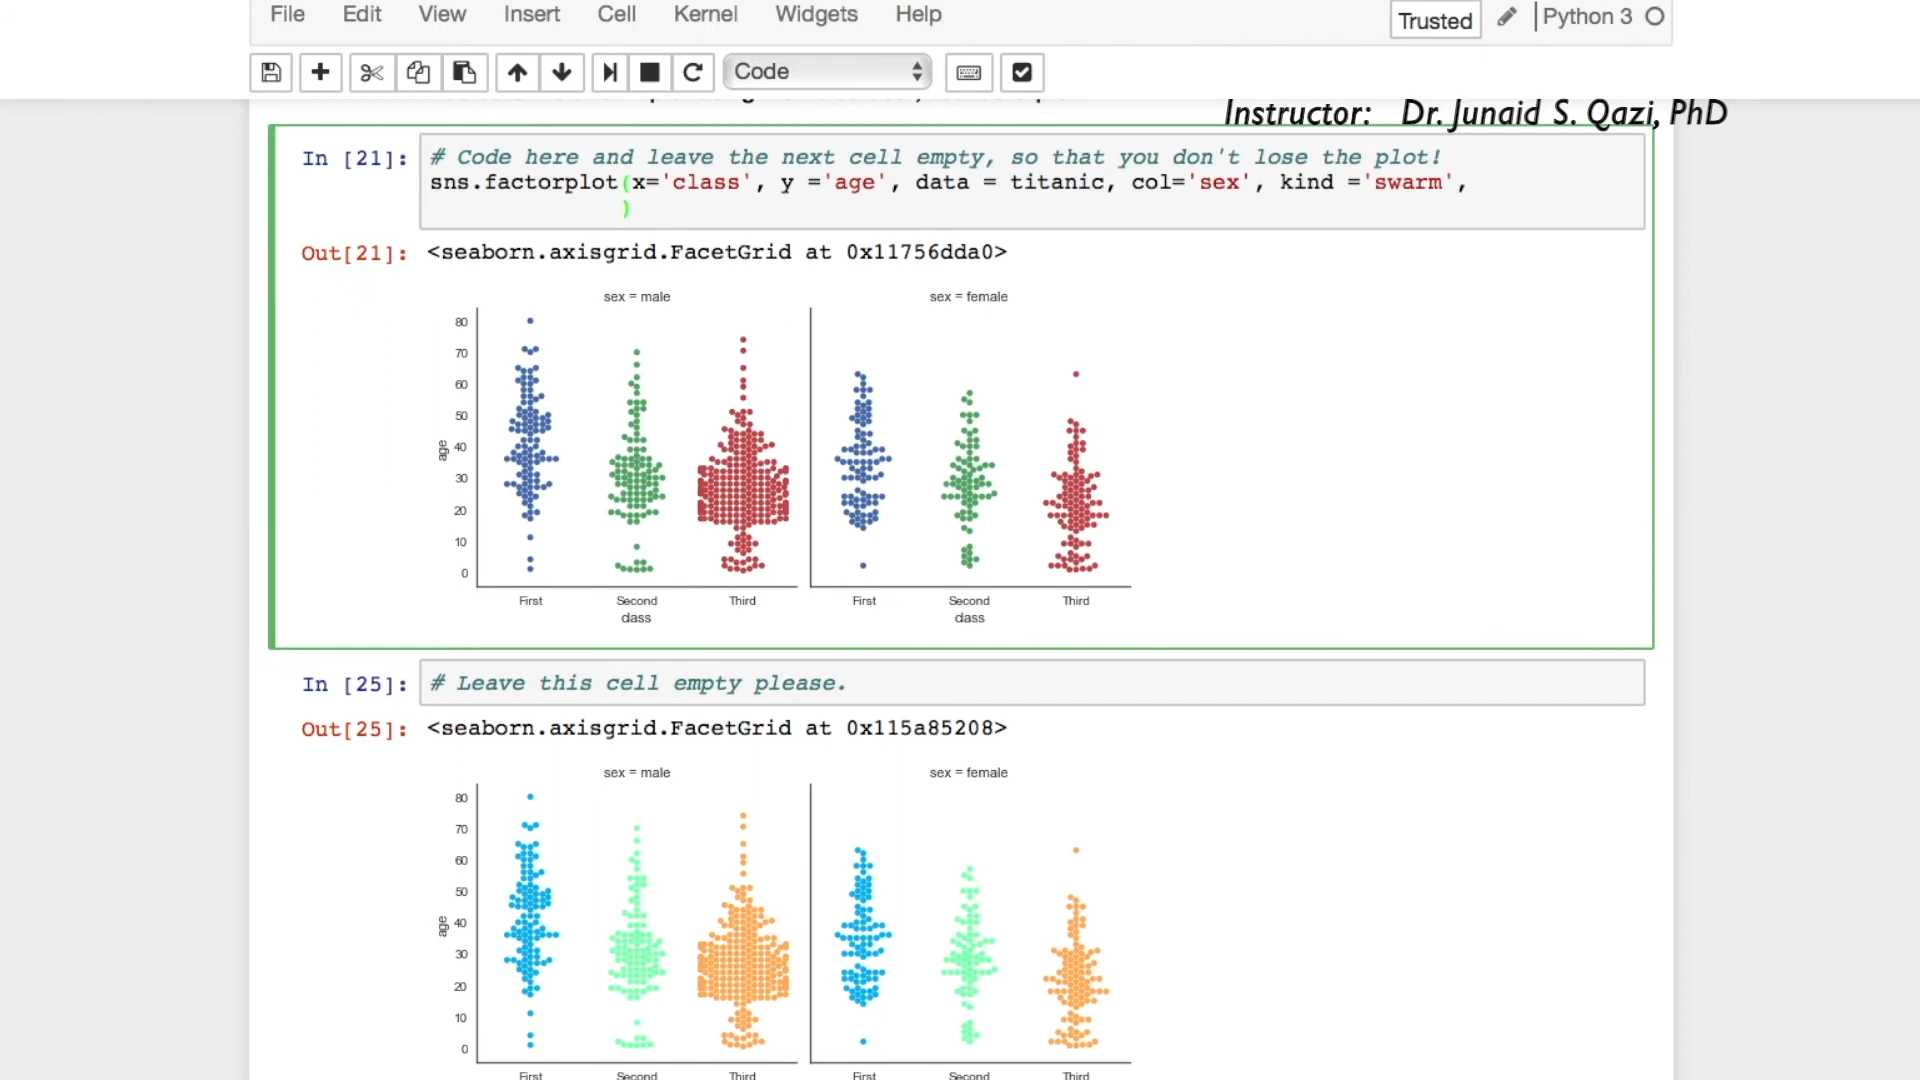 File Edit View Insert Cell Kernel Widgets Help Trusted Python 3
Code
Instructor: Dr. Junaid S. Qazi, PhD
In [21]: # Code here and leave the next cell empty, so that you don't lose the plot!
sns.factorplot(x='class', y ='age', data = titanic, col='sex', kind ='swarm',
)
Out[21]: <seaborn.axisgrid.FacetGrid at 0x11756dda0>
sex = male sex = female
80
70
60
50
40
30
20
10
0
age
First Second Third First Second Third
class class
In [25]: # Leave this cell empty please.
Out[25]: <seaborn.axisgrid.FacetGrid at 0x115a85208>
sex = male sex = female
80
70
60
50
40
30
20
10
0
age
First Second Third First Second Third